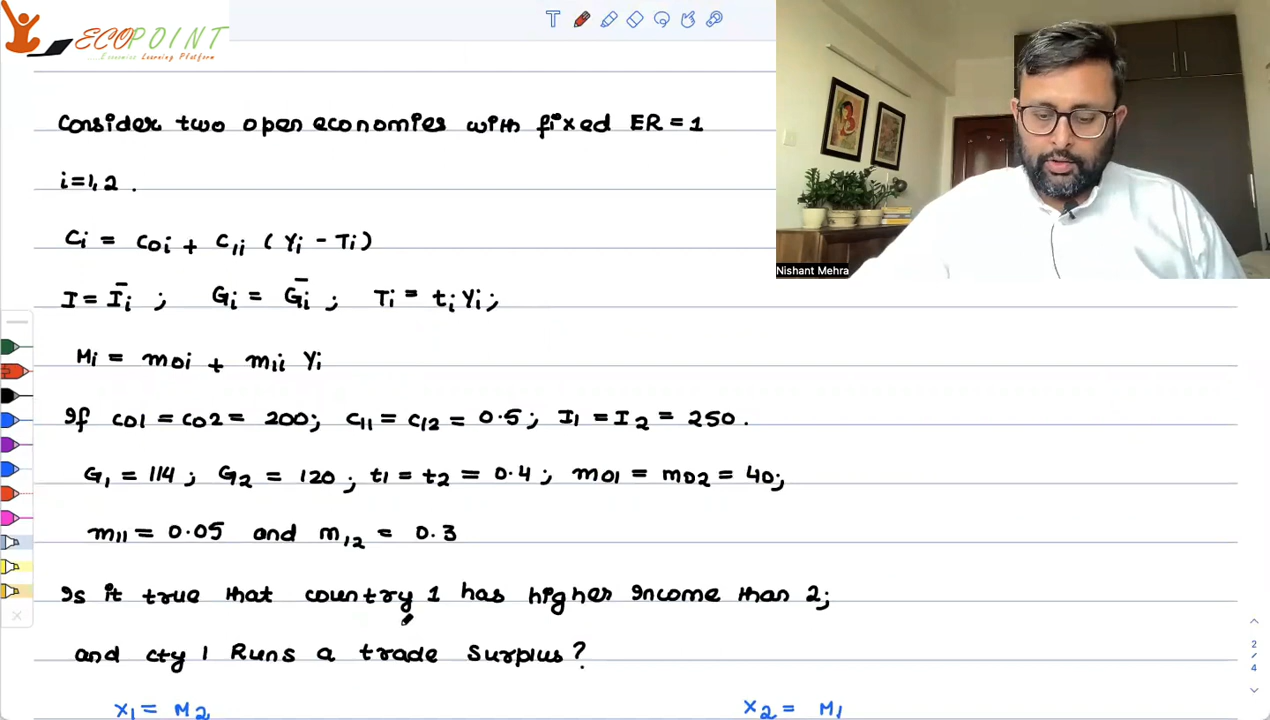 ECOPOINT
Economics Learning Platform
T
Consider two open economies with fixed ER = 1
i=1,2 .
Ci = C0i + C1i ( Yi - Ti )
I = I̅i ; Gi = G̅i ; Ti = ti Yi ;
Mi = m0i + m1i Yi
If C01 = C02 = 200; C11 = C12 = 0.5 ; I1 = I2 = 250 .
G1 = 114 ; G2 = 120 ; t1 = t2 = 0.4 ; m01 = m02 = 40;
m11 = 0.05 and m12 = 0.3
Is it true that country 1 has higher income than 2;
and cty 1 Runs a trade surplus?
X1 = M2 X2 = M1
Nishant Mehra
2
/
4